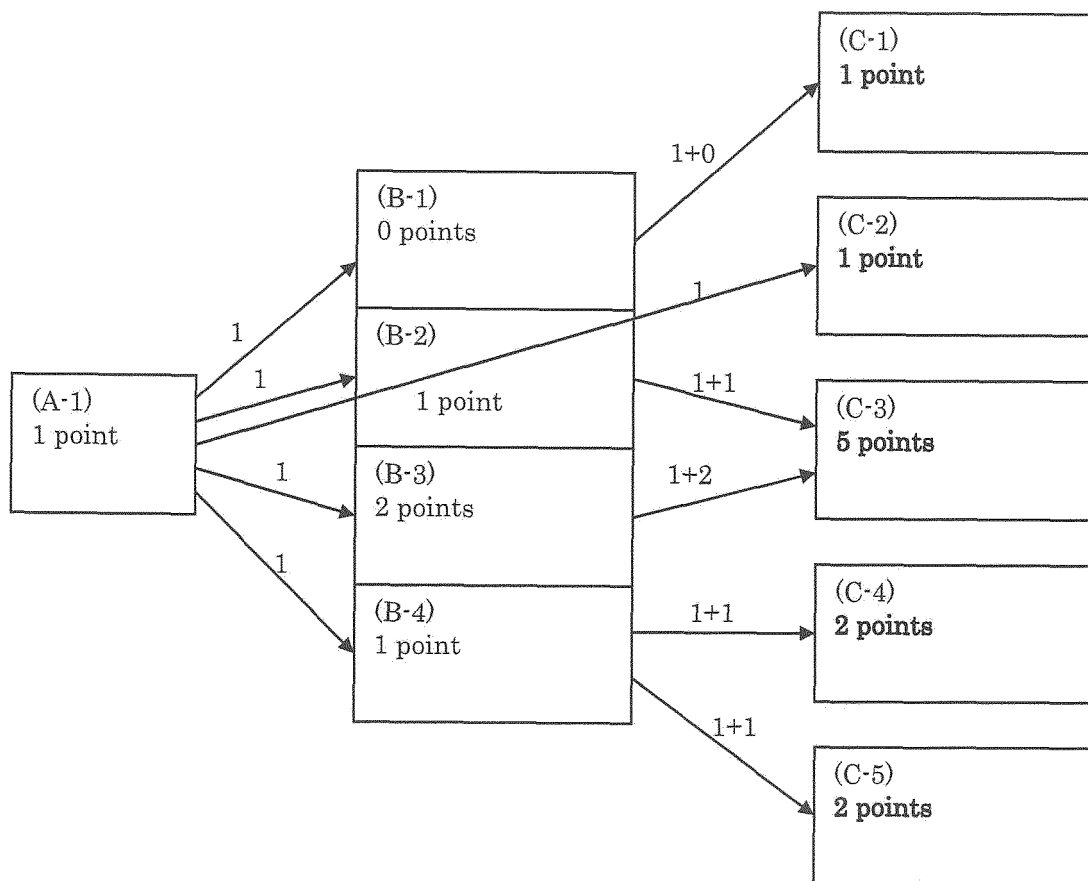 (C-1)
1 point
1+0
(B-1)
0 points
(C-2)
1 point
1
1
(B-2)
1 point
1
(A-1)
1 point
1+1
(C-3)
5 points
1
(B-3)
2 points
1+2
1
(B-4)
1 point
1+1
(C-4)
2 points
1+1
(C-5)
2 points